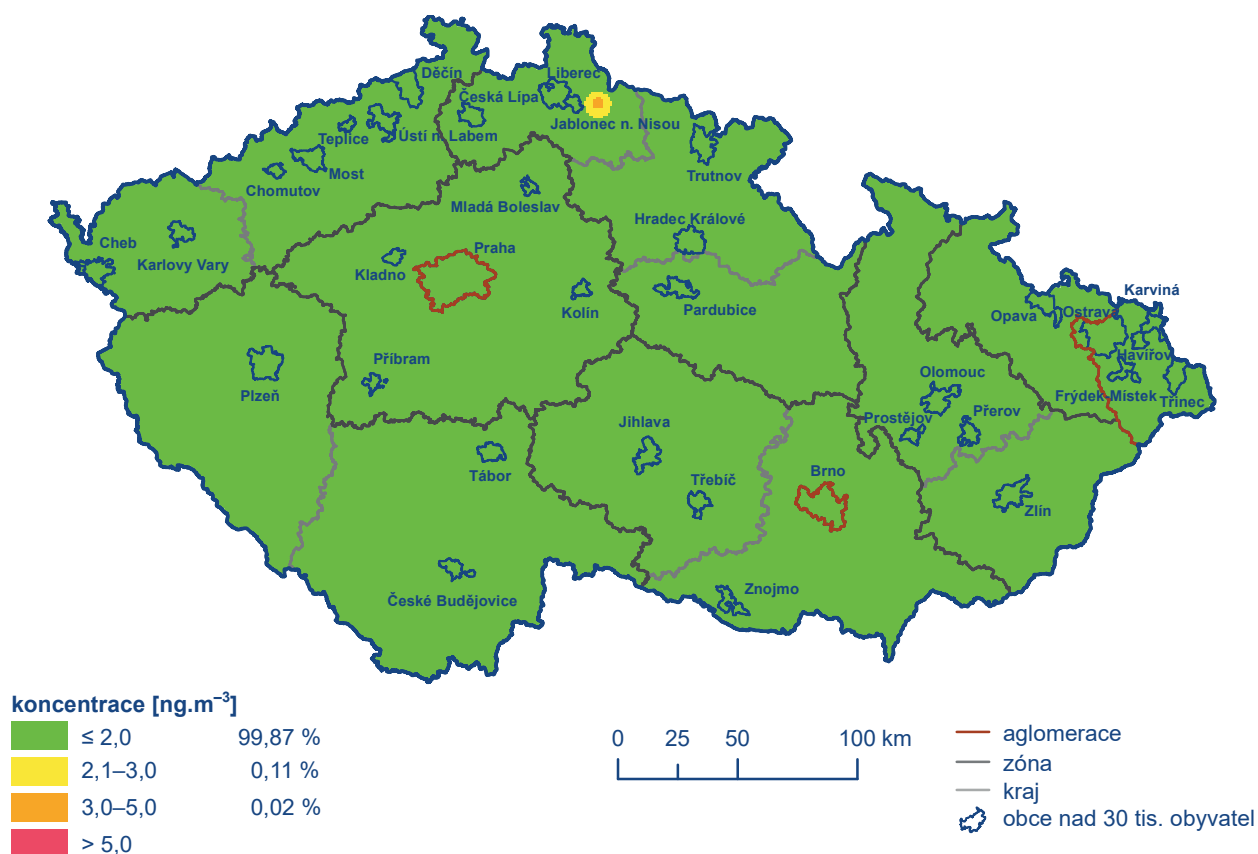 Děčín
Liberec
Česká Lípa
Jablonec n. Nisou
Teplice
Ústí n. Labem
Most
Chomutov
Trutnov
Mladá Boleslav
Hradec Králové
Cheb
Karlovy Vary
Praha
Kladno
Kolín
Pardubice
Karviná
Opava
Ostrava
Havířov
Příbram
Plzeň
Olomouc
Frýdek-Místek
Třinec
Prostějov
Přerov
Jihlava
Tábor
Třebíč
Brno
Zlín
České Budějovice
Znojmo
koncentrace [ng.m⁻³]
≤ 2,0 99,87 %
2,1–3,0 0,11 %
3,0–5,0 0,02 %
> 5,0
0 25 50 100 km
aglomerace
zóna
kraj
obce nad 30 tis. obyvatel